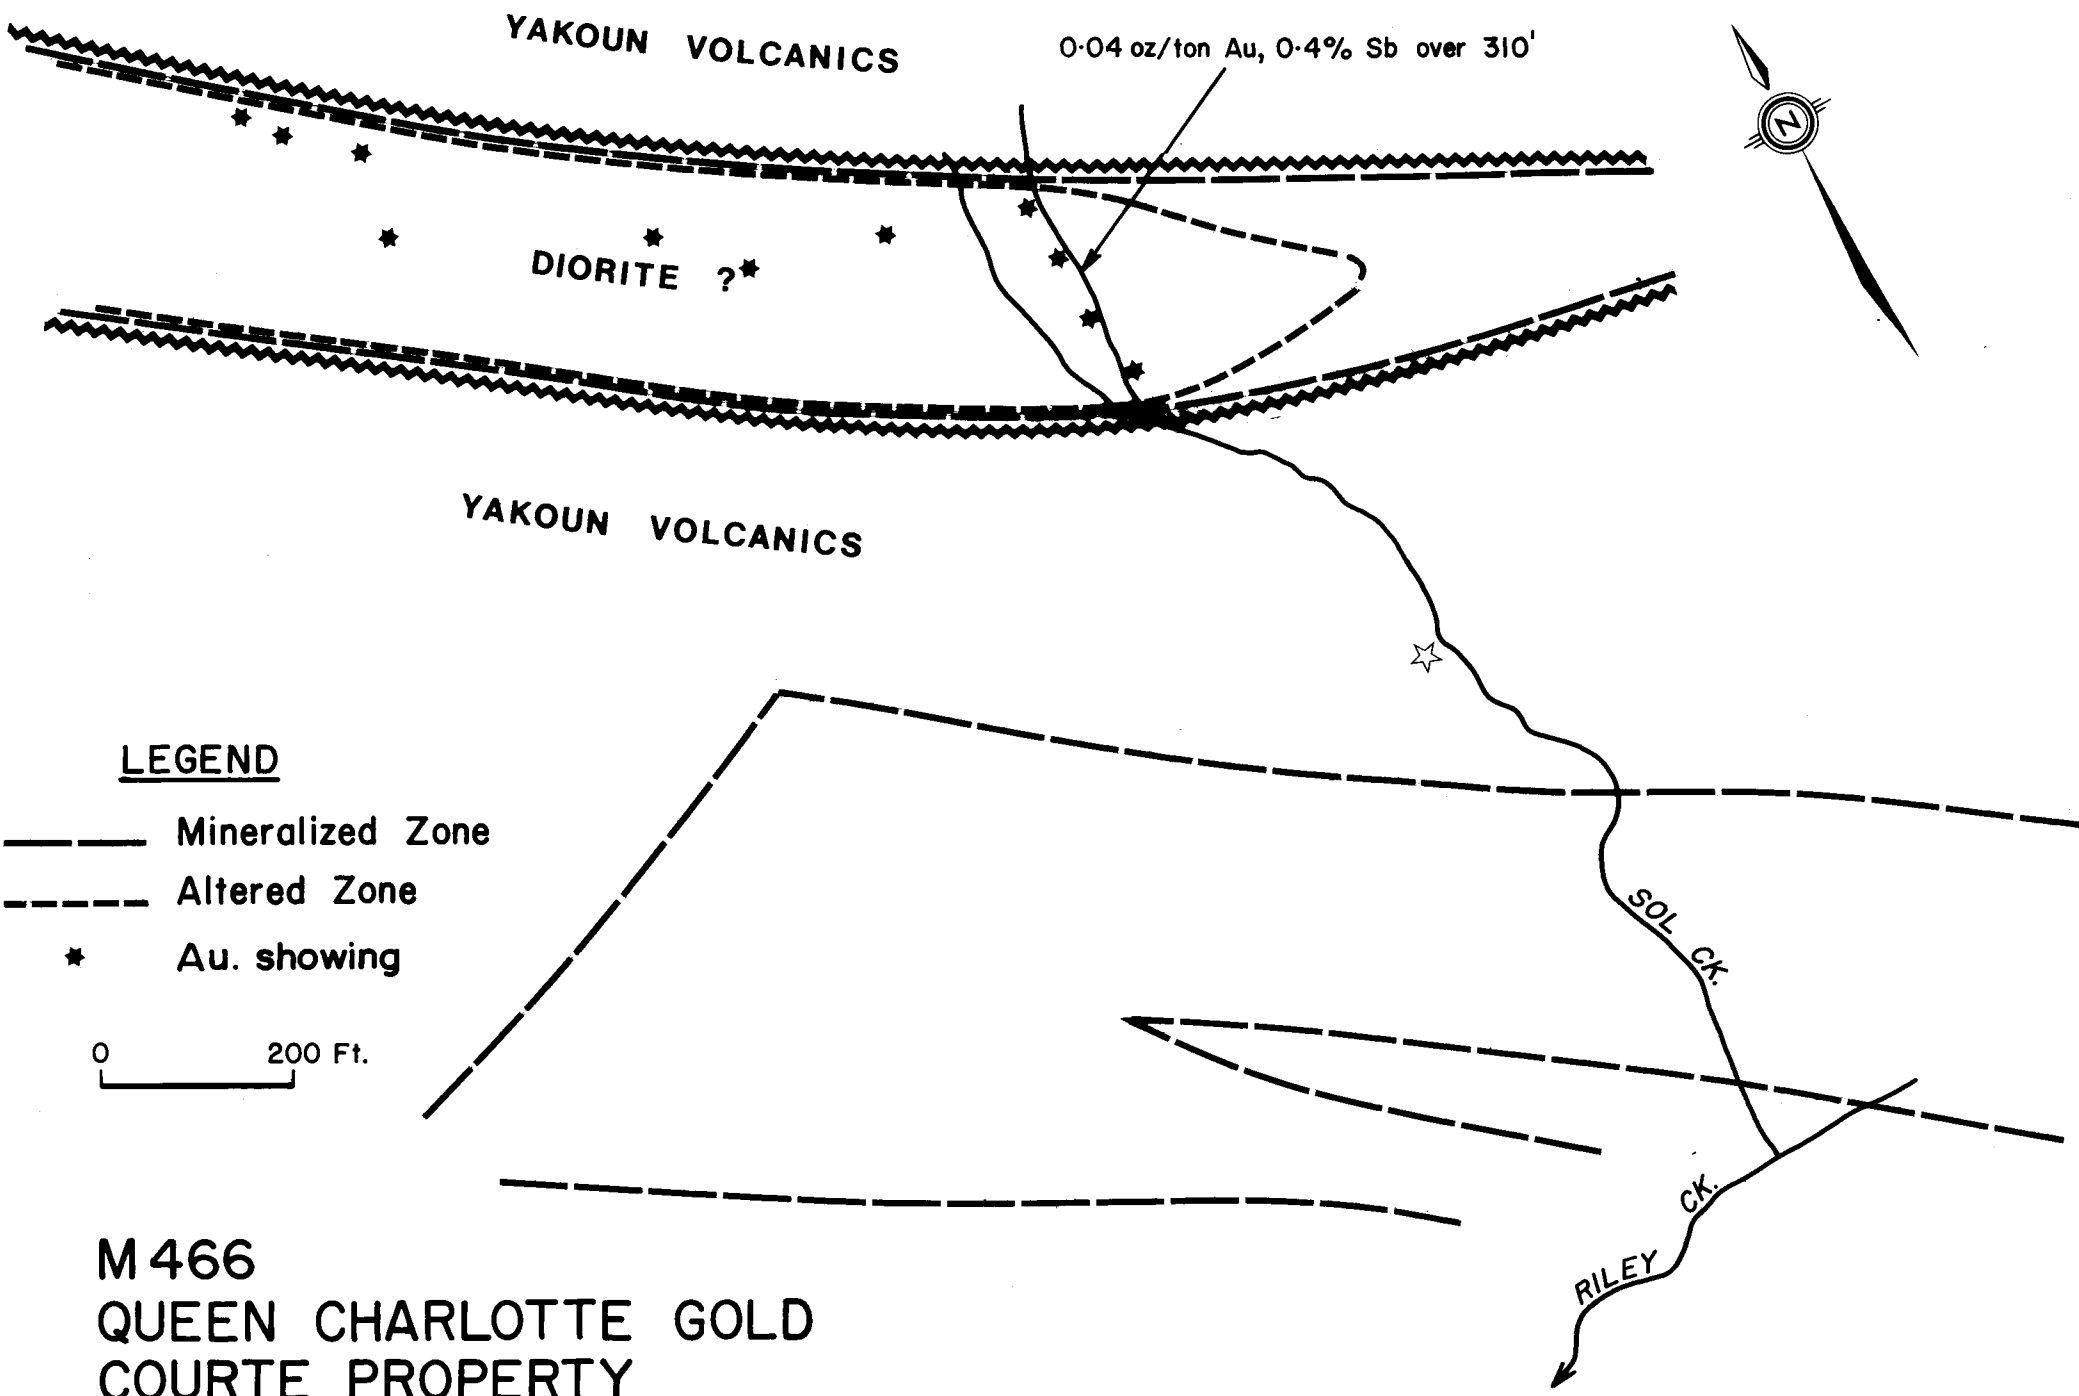 YAKOUN VOLCANICS
0·04 oz/ton Au, 0·4% Sb over 310'
N
DIORITE ?
YAKOUN VOLCANICS
LEGEND
Mineralized Zone
Altered Zone
Au. showing
0 200 Ft.
SOL CK.
RILEY CK.
M 466
QUEEN CHARLOTTE GOLD
COURTE PROPERTY